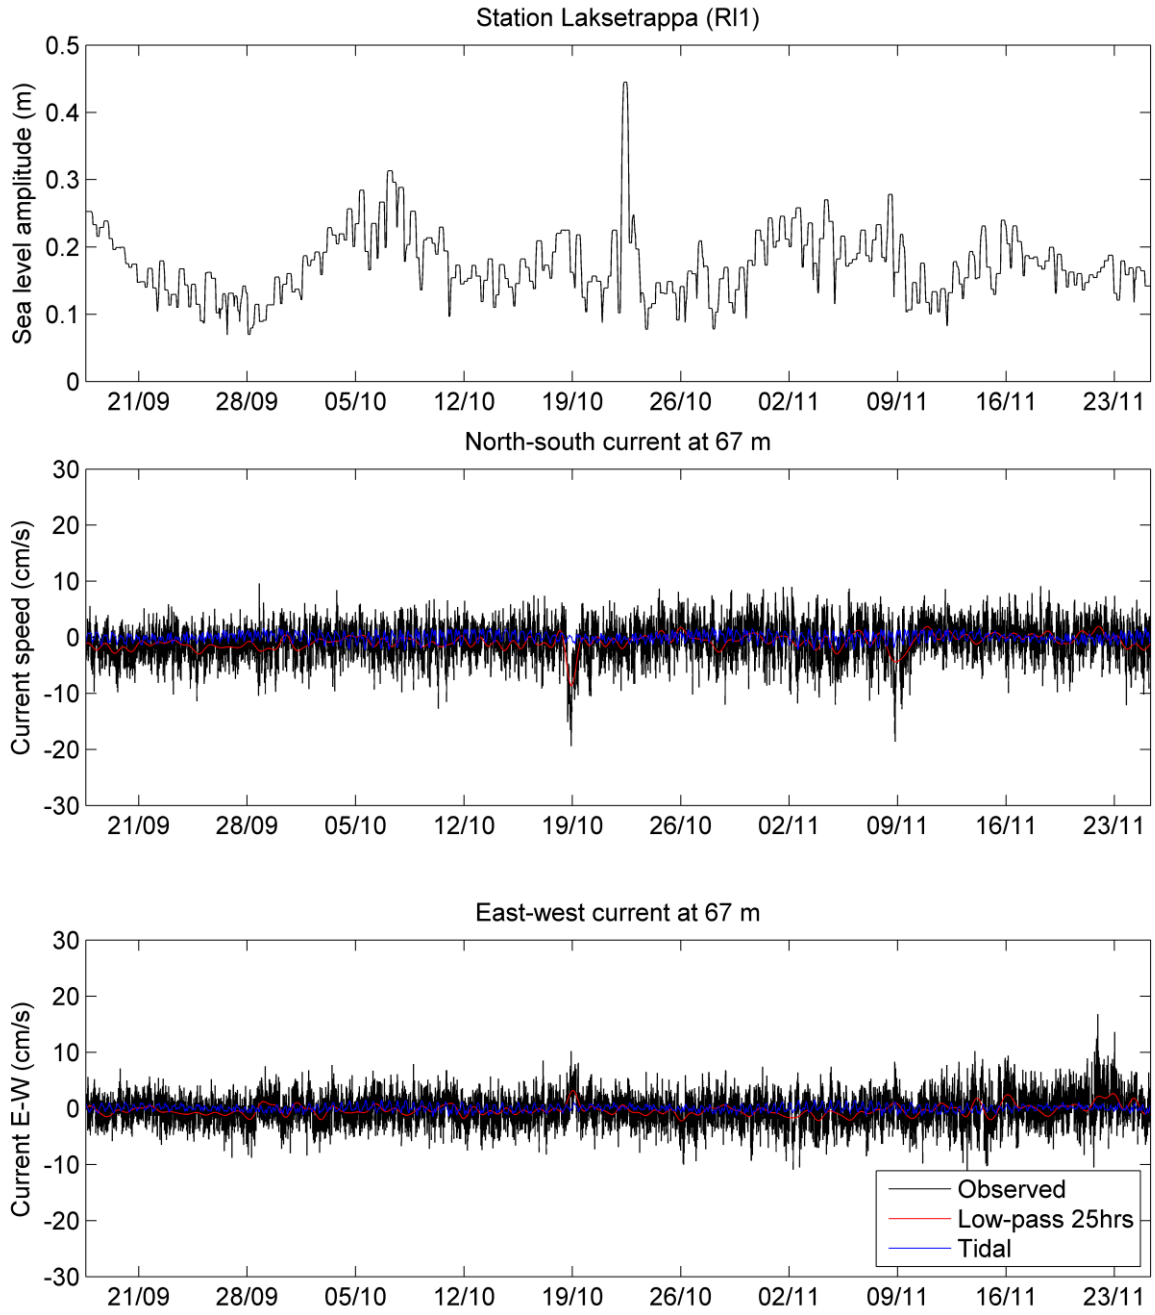 Station Laksetrappa (RI1)
Sea level amplitude (m)
0.5
0.4
0.3
0.2
0.1
0
21/09 28/09 05/10 12/10 19/10 26/10 02/11 09/11 16/11 23/11
North-south current at 67 m
Current speed (cm/s)
30
20
10
0
-10
-20
-30
21/09 28/09 05/10 12/10 19/10 26/10 02/11 09/11 16/11 23/11
East-west current at 67 m
Current E-W (cm/s)
30
20
10
0
-10
-20
-30
Observed
Low-pass 25hrs
Tidal
21/09 28/09 05/10 12/10 19/10 26/10 02/11 09/11 16/11 23/11